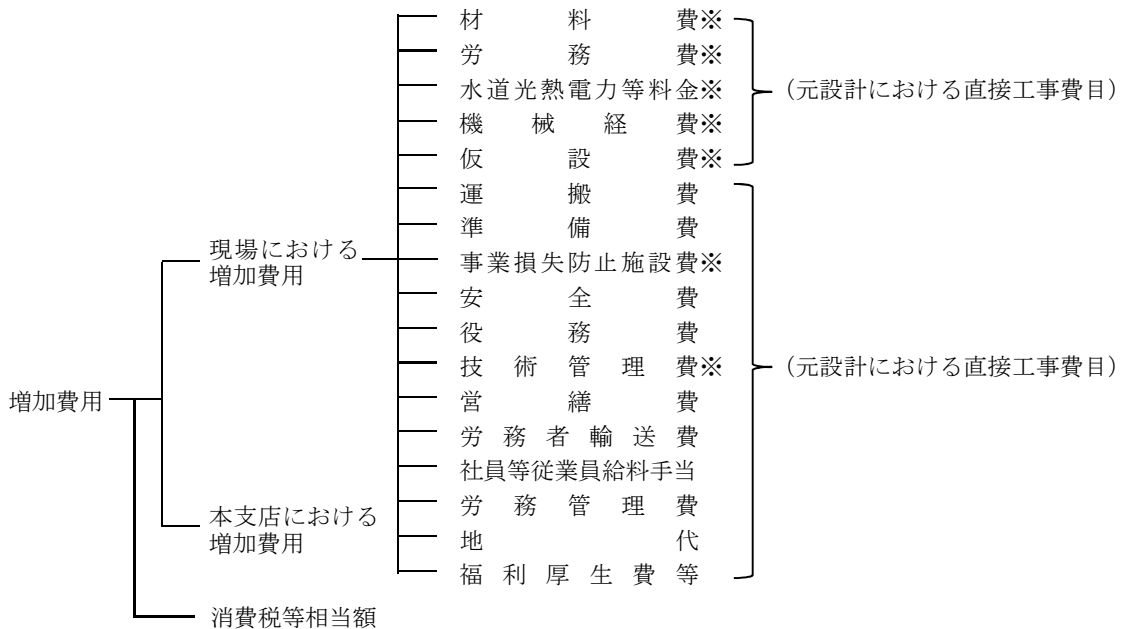 材料費※
労務費※
水道光熱電力等料金※
機械経費※
仮設費※
(元設計における直接工事費目)
運搬費
準備費
事業損失防止施設費※
安全費
役務費
技術管理費※
営繕費
労務者輸送費
社員等従業員給料手当
労務管理費
地代
福利厚生費等
(元設計における直接工事費目)
現場における
増加費用
増加費用
本支店における
増加費用
消費税等相当額